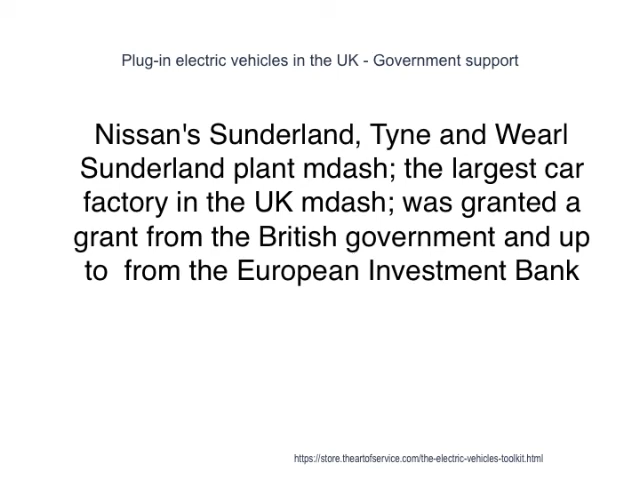 Plug-in electric vehicles in the UK - Government support
Nissan's Sunderland, Tyne and Wearl
Sunderland plant mdash; the largest car
factory in the UK mdash; was granted a
grant from the British government and up
to  from the European Investment Bank
https://store.theartofservice.com/the-electric-vehicles-toolkit.html